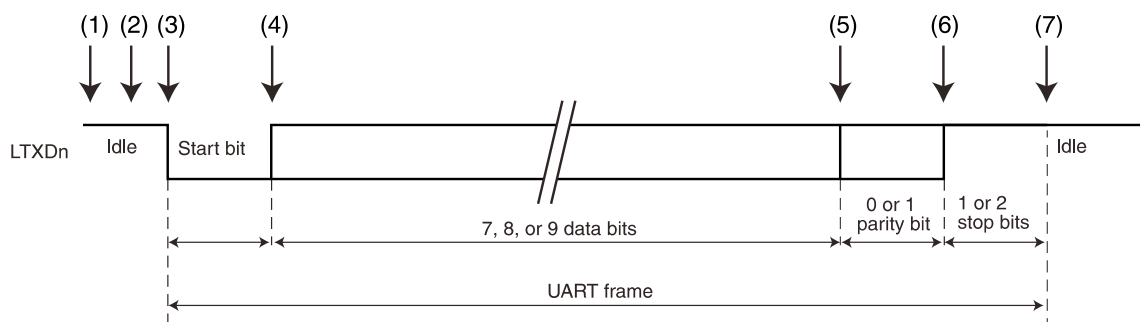 (1) (2) (3) (4) (5) (6) (7)
LTXDn
Idle
Start bit
Idle
7, 8, or 9 data bits
0 or 1
parity bit
1 or 2
stop bits
UART frame